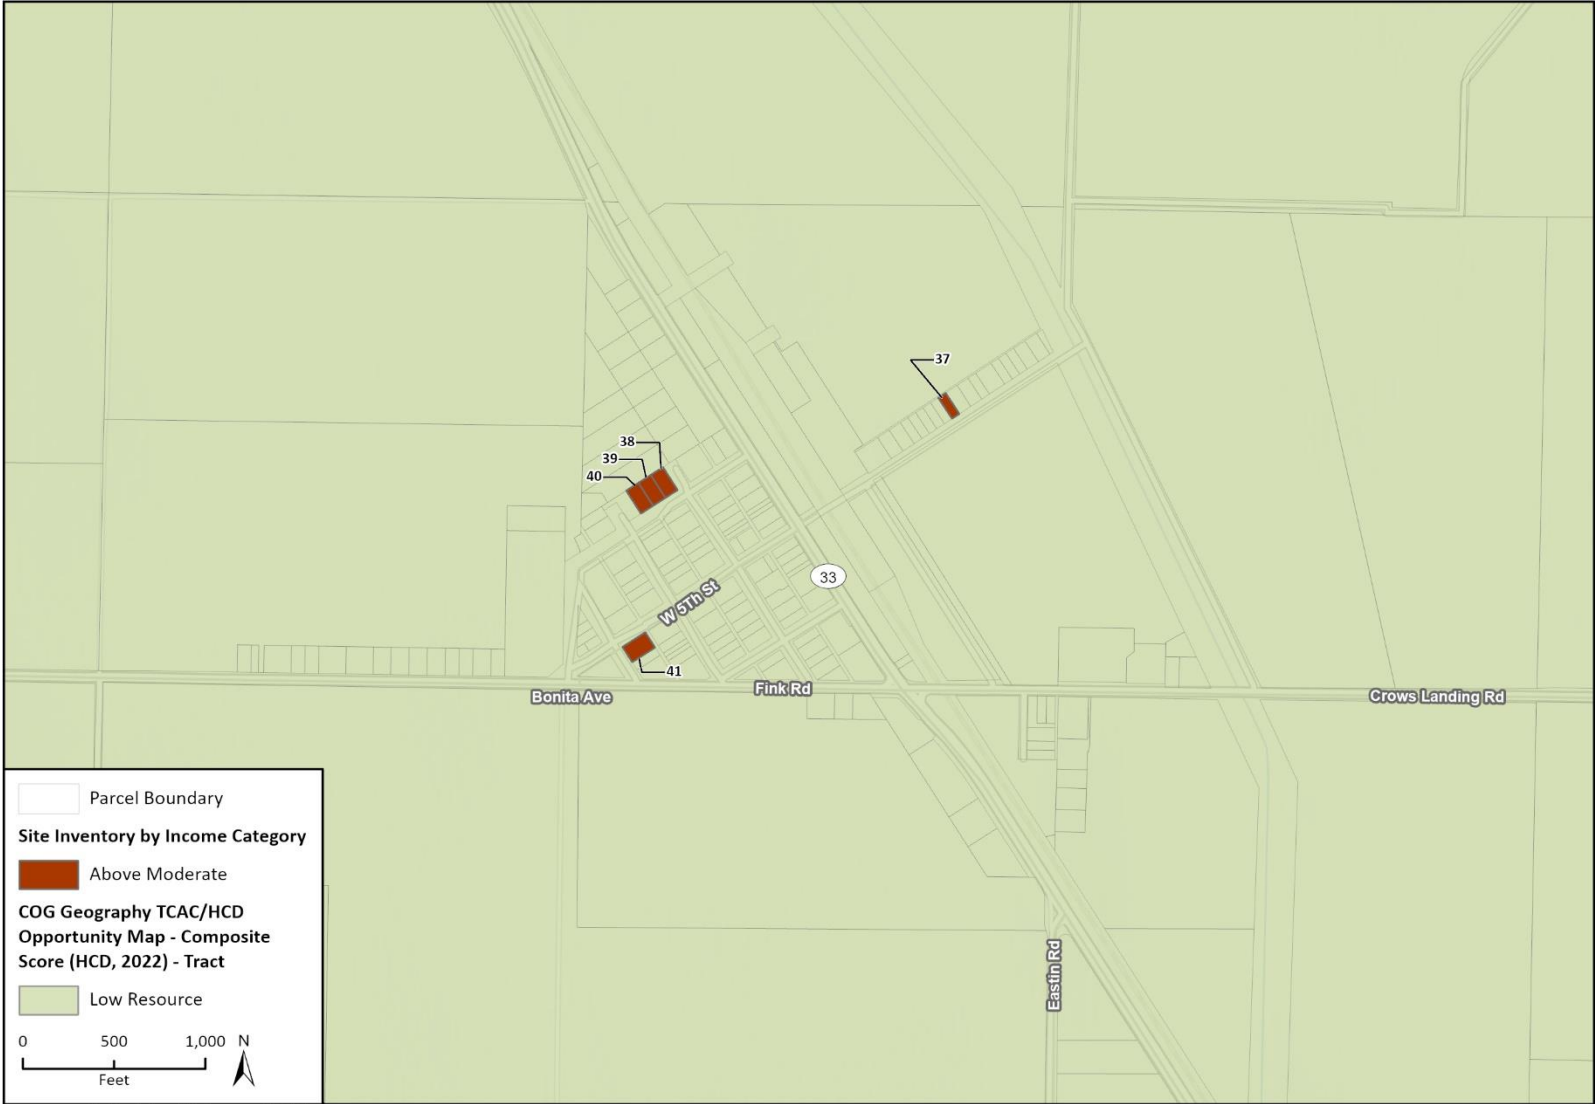 37
38
39
40
33
W 5Th St
41
Bonita Ave
Fink Rd
Crows Landing Rd
Eastin Rd
Parcel Boundary
Site Inventory by Income Category
Above Moderate
COG Geography TCAC/HCD
Opportunity Map - Composite
Score (HCD, 2022) - Tract
Low Resource
0 500 1,000 N
Feet